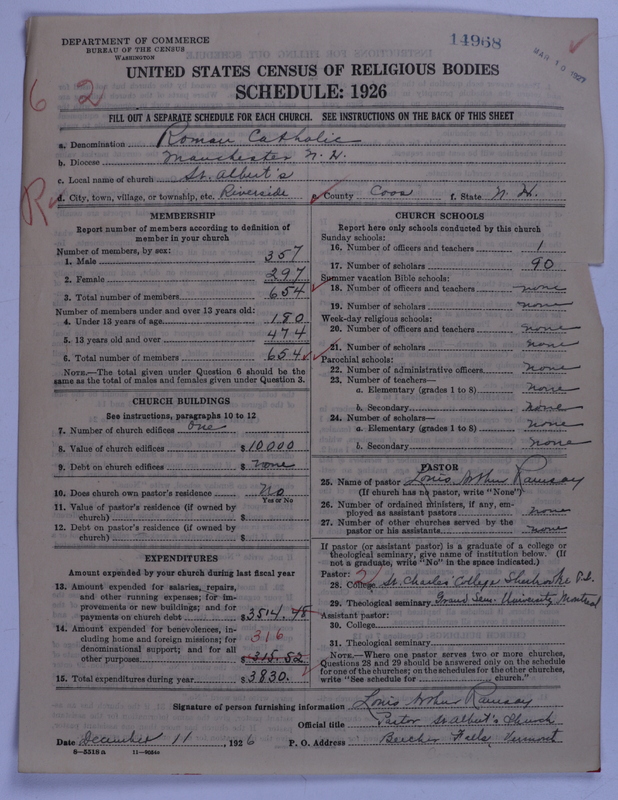 DEPARTMENT OF COMMERCE
BUREAU OF THE CENSUS
WASHINGTON
14968
MAR 10 1927
UNITED STATES CENSUS OF RELIGIOUS BODIES
SCHEDULE: 1926
6 2
FILL OUT A SEPARATE SCHEDULE FOR EACH CHURCH. SEE INSTRUCTIONS ON THE BACK OF THIS SHEET
a. Denomination Roman Catholic
b. Diocese Manchester N. H.
c. Local name of church St. Albert's
d. City, town, village, or township, etc. Riverside e. County Coos f. State N. H.
R
MEMBERSHIP
Report number of members according to definition of
member in your church
Number of members, by sex:
1. Male 357
2. Female 297
3. Total number of members 654
Number of members under and over 13 years old:
4. Under 13 years of age 180
5. 13 years old and over 474
6. Total number of members 654
NOTE.—The total given under Question 6 should be
same as the total of males and females given under Question 3.
CHURCH BUILDINGS
See instructions, paragraphs 10 to 12
7. Number of church edifices One
8. Value of church edifices $ 10000
9. Debt on church edifices $ None
10. Does church own pastor's residence No
Yes or No
11. Value of pastor's residence (if owned by
church) $
12. Debt on pastor's residence (if owned by
church) $
EXPENDITURES
Amount expended by your church during last fiscal year
13. Amount expended for salaries, repairs,
and other running expenses; for im-
provements or new buildings; and for
payments on church debt $ 3514.48
14. Amount expended for benevolences, in-
cluding home and foreign missions; for
denominational support; and for all
other purposes $ 315.52
316
15. Total expenditures during year $ 3830.
CHURCH SCHOOLS
Report here only schools conducted by this church
Sunday schools:
16. Number of officers and teachers 1
17. Number of scholars 90
Summer vacation Bible schools:
18. Number of officers and teachers none
19. Number of scholars none
Week-day religious schools:
20. Number of officers and teachers none
21. Number of scholars none
Parochial schools:
22. Number of administrative officers none
23. Number of teachers—
a. Elementary (grades 1 to 8) none
b. Secondary none
24. Number of scholars—
a. Elementary (grades 1 to 8) none
b. Secondary none
PASTOR
25. Name of pastor Louis Arthur Ramsay
(If church has no pastor, write "None")
26. Number of ordained ministers, if any, em-
ployed as assistant pastors none
27. Number of other churches served by the
pastor or his assistants none
If pastor (or assistant pastor) is a graduate of a college or
theological seminary, give name of institution below. (If
not a graduate, write "No" in the space indicated.)
Pastor:
28. College St. Charles' College Sherbrooke P.Q.
29. Theological seminary Grand Sem. University Montreal
Assistant pastor:
30. College
31. Theological seminary
NOTE.—Where one pastor serves two or more churches,
Questions 28 and 29 should be answered only on the schedule
for one of the churches; on the schedules for the other churches,
write "See schedule for church."
Signature of person furnishing information Louis Arthur Ramsay
Official title Pastor St Albert's Church
Date December 11, 1926 P. O. Address Beecher Falls, Vermont
8—5518a